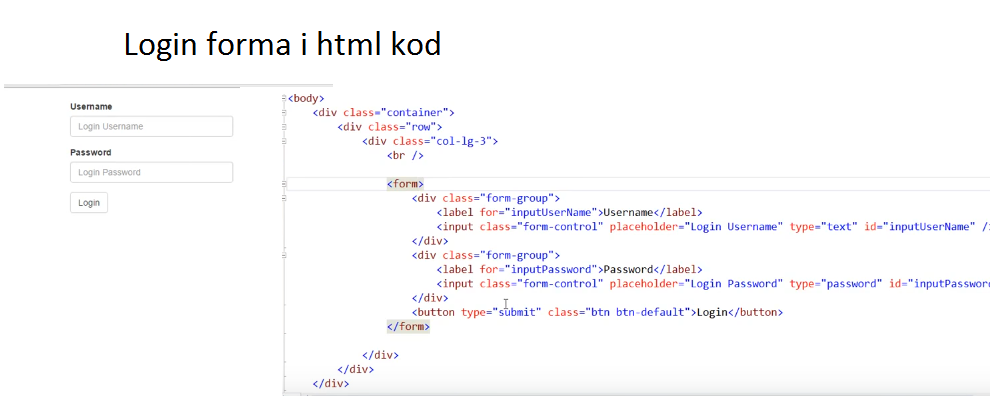 Login forma i html kod
Username
Login Username
Password
Login Password
Login
<body>
<div class="container">
<div class="row">
<div class="col-lg-3">
<br />
<form>
<div class="form-group">
<label for="inputUserName">Username</label>
<input class="form-control" placeholder="Login Username" type="text" id="inputUserName" /
</div>
<div class="form-group">
<label for="inputPassword">Password</label>
<input class="form-control" placeholder="Login Password" type="password" id="inputPassword
</div>
<button type="submit" class="btn btn-default">Login</button>
</form>
</div>
</div>
</div>